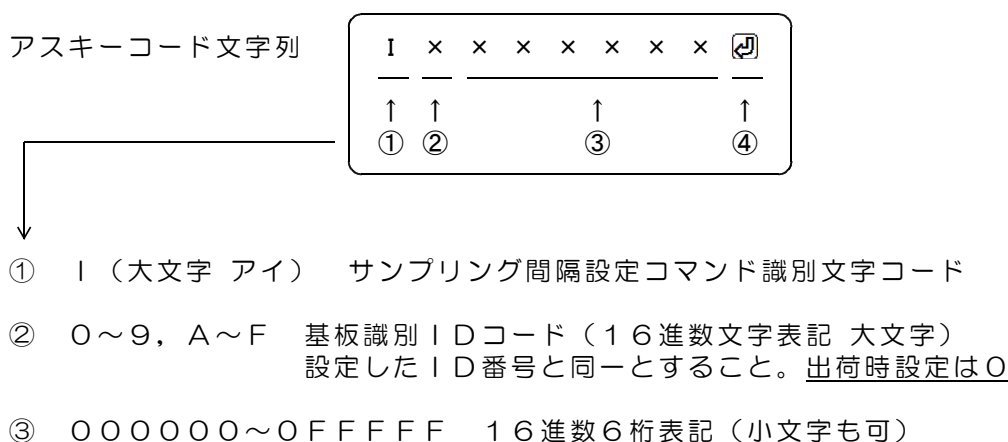 アスキーコード文字列
I × × × × × × × ⏎
↑ ↑ ↑ ↑
① ② ③ ④
① Ｉ（大文字 アイ） サンプリング間隔設定コマンド識別文字コード
② ０～９，Ａ～Ｆ 基板識別ＩＤコード（１６進数文字表記 大文字）
設定したＩＤ番号と同一とすること。出荷時設定は０
③ ００００００～０ＦＦＦＦＦ １６進数６桁表記（小文字も可）